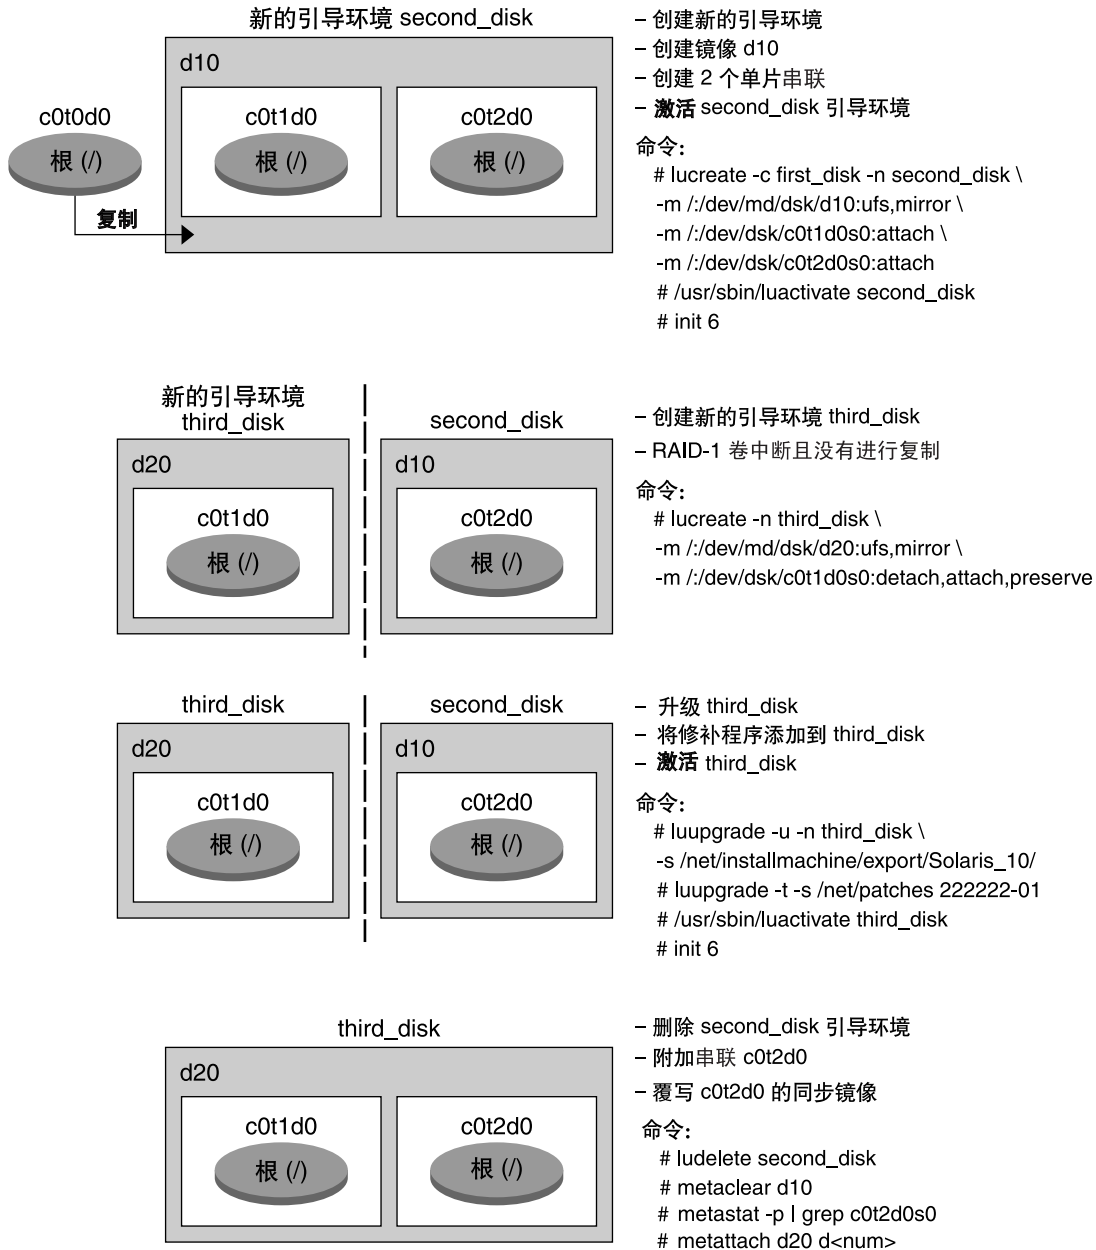 新的引导环境 second_disk
d10
c0t0d0
根 (/)
复制
c0t1d0
根 (/)
c0t2d0
根 (/)
– 创建新的引导环境
– 创建镜像 d10
– 创建 2 个单片串联
– 激活 second_disk 引导环境
命令:
# lucreate -c first_disk -n second_disk \
-m /:/dev/md/dsk/d10:ufs,mirror \
-m /:/dev/dsk/c0t1d0s0:attach \
-m /:/dev/dsk/c0t2d0s0:attach
# /usr/sbin/luactivate second_disk
# init 6
新的引导环境
third_disk
d20
c0t1d0
根 (/)
second_disk
d10
c0t2d0
根 (/)
– 创建新的引导环境 third_disk
– RAID-1 卷中断且没有进行复制
命令:
# lucreate -n third_disk \
-m /:/dev/md/dsk/d20:ufs,mirror \
-m /:/dev/dsk/c0t1d0s0:detach,attach,preserve
third_disk
d20
c0t1d0
根 (/)
second_disk
d10
c0t2d0
根 (/)
– 升级 third_disk
– 将修补程序添加到 third_disk
– 激活 third_disk
命令:
# luupgrade -u -n third_disk \
-s /net/installmachine/export/Solaris_10/
# luupgrade -t -s /net/patches 222222-01
# /usr/sbin/luactivate third_disk
# init 6
third_disk
d20
c0t1d0
根 (/)
c0t2d0
根 (/)
– 删除 second_disk 引导环境
– 附加串联 c0t2d0
– 覆写 c0t2d0 的同步镜像
命令:
# ludelete second_disk
# metaclear d10
# metastat -p | grep c0t2d0s0
# metattach d20 d<num>